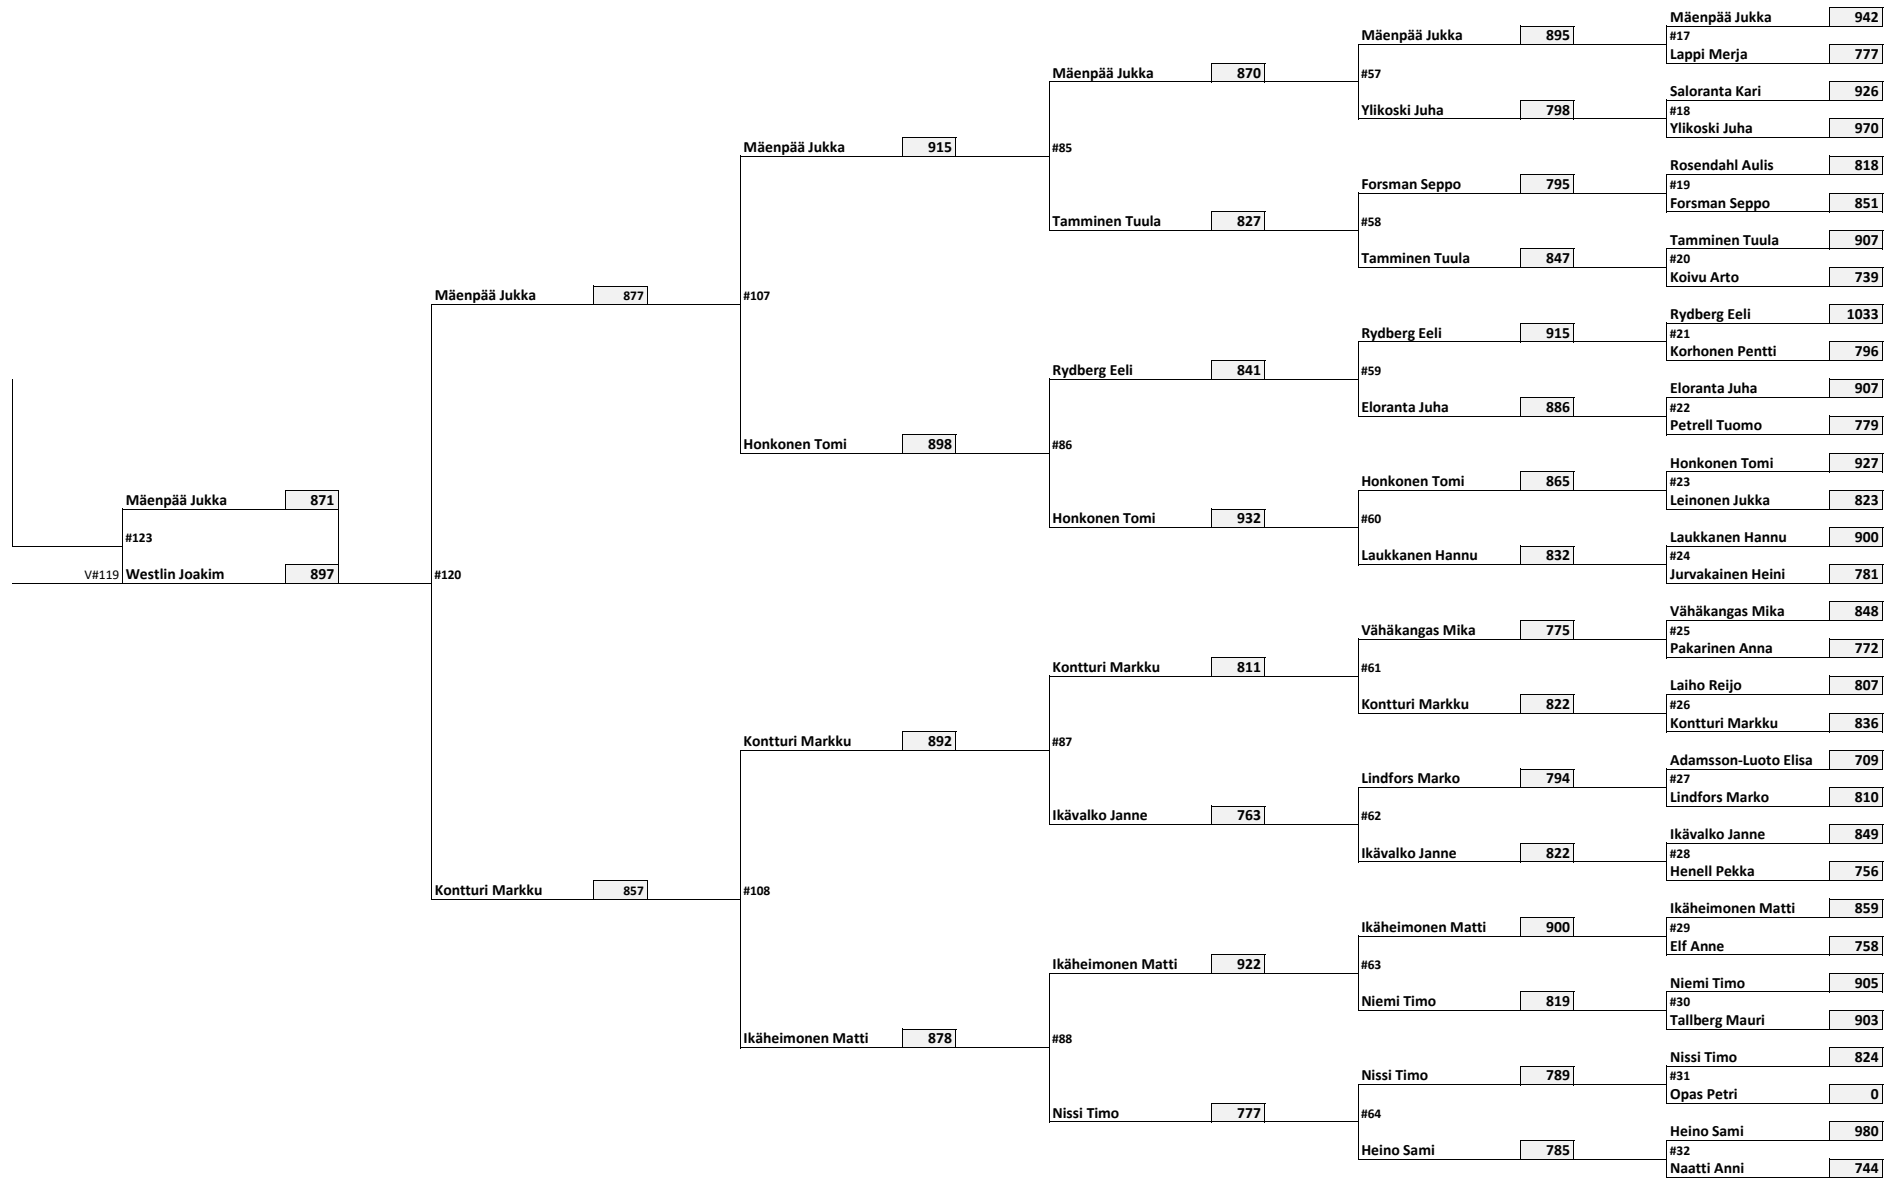 Mäenpää Jukka 942
Mäenpää Jukka 895 #17
Lappi Merja 777
Mäenpää Jukka 870 #57
Saloranta Kari 926
Ylikoski Juha 798 #18
Ylikoski Juha 970
Mäenpää Jukka 915 #85
Rosendahl Aulis 818
Forsman Seppo 795 #19
Forsman Seppo 851
Tamminen Tuula 827 #58
Tamminen Tuula 907
Tamminen Tuula 847 #20
Koivu Arto 739
Mäenpää Jukka 877 #107
Rydberg Eeli 1033
Rydberg Eeli 915 #21
Korhonen Pentti 796
Rydberg Eeli 841 #59
Eloranta Juha 907
Eloranta Juha 886 #22
Petrell Tuomo 779
Honkonen Tomi 898 #86
Honkonen Tomi 927
Honkonen Tomi 865 #23
Mäenpää Jukka 871 Leinonen Jukka 823
Honkonen Tomi 932 #60
#123 Laukkanen Hannu 900
Laukkanen Hannu 832 #24
V#119 Westlin Joakim 897 #120 Jurvakainen Heini 781
Vähäkangas Mika 848
Vähäkangas Mika 775 #25
Pakarinen Anna 772
Kontturi Markku 811 #61
Laiho Reijo 807
Kontturi Markku 822 #26
Kontturi Markku 836
Kontturi Markku 892 #87
Adamsson-Luoto Elisa 709
Lindfors Marko 794 #27
Lindfors Marko 810
Ikävalko Janne 763 #62
Ikävalko Janne 849
Ikävalko Janne 822 #28
Henell Pekka 756
Kontturi Markku 857 #108
Ikäheimonen Matti 859
Ikäheimonen Matti 900 #29
Elf Anne 758
Ikäheimonen Matti 922 #63
Niemi Timo 905
Niemi Timo 819 #30
Tallberg Mauri 903
Ikäheimonen Matti 878 #88
Nissi Timo 824
Nissi Timo 789 #31
Opas Petri 0
Nissi Timo 777 #64
Heino Sami 980
Heino Sami 785 #32
Naatti Anni 744